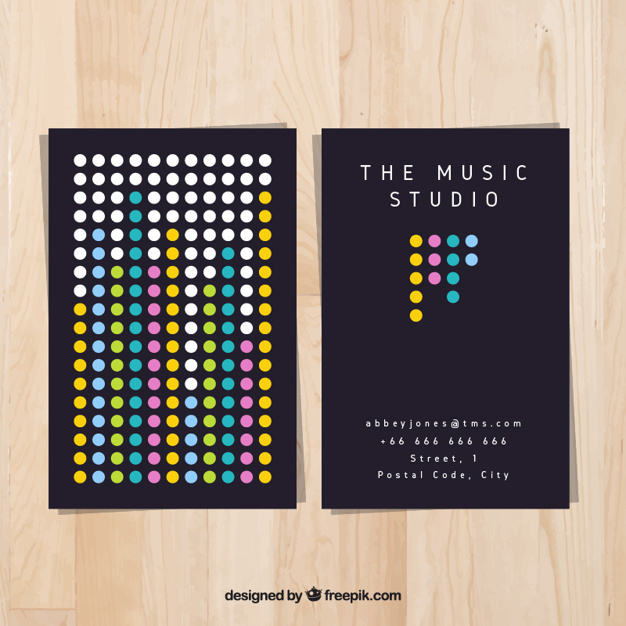 THE MUSIC
STUDIO
abbeyjones@tms.com
+66 666 666 666
Street, 1
Postal Code, City
designed by freepik.com